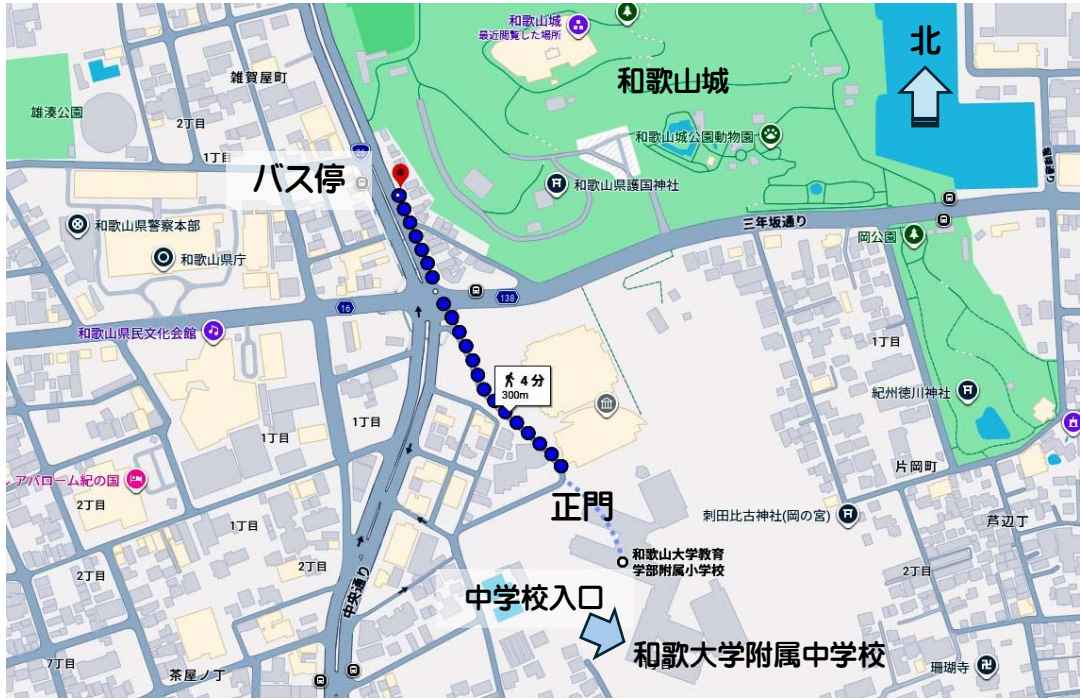 和歌山城
最近閲覧した場所
北
和歌山城
雑賀屋町
雄湊公園
2丁目
和歌山城公園動物園
26
1丁目
バス停
和歌山県護国神社
三年坂通り
和歌山県警察本部
岡公園
和歌山県庁
138
16
和歌山県民文化会館
1丁目
4 分
300m
紀州徳川神社
1丁目
1丁目
片岡町
アバローム紀の国
2丁目
正門
刺田比古神社(岡の宮)
芦辺丁
1丁目
和歌山大学教育
学部附属小学校
2丁目
2丁目
2丁目
中央通り
中学校入口
和歌大学附属中学校
7丁目
茶屋ノ丁
珊瑚寺